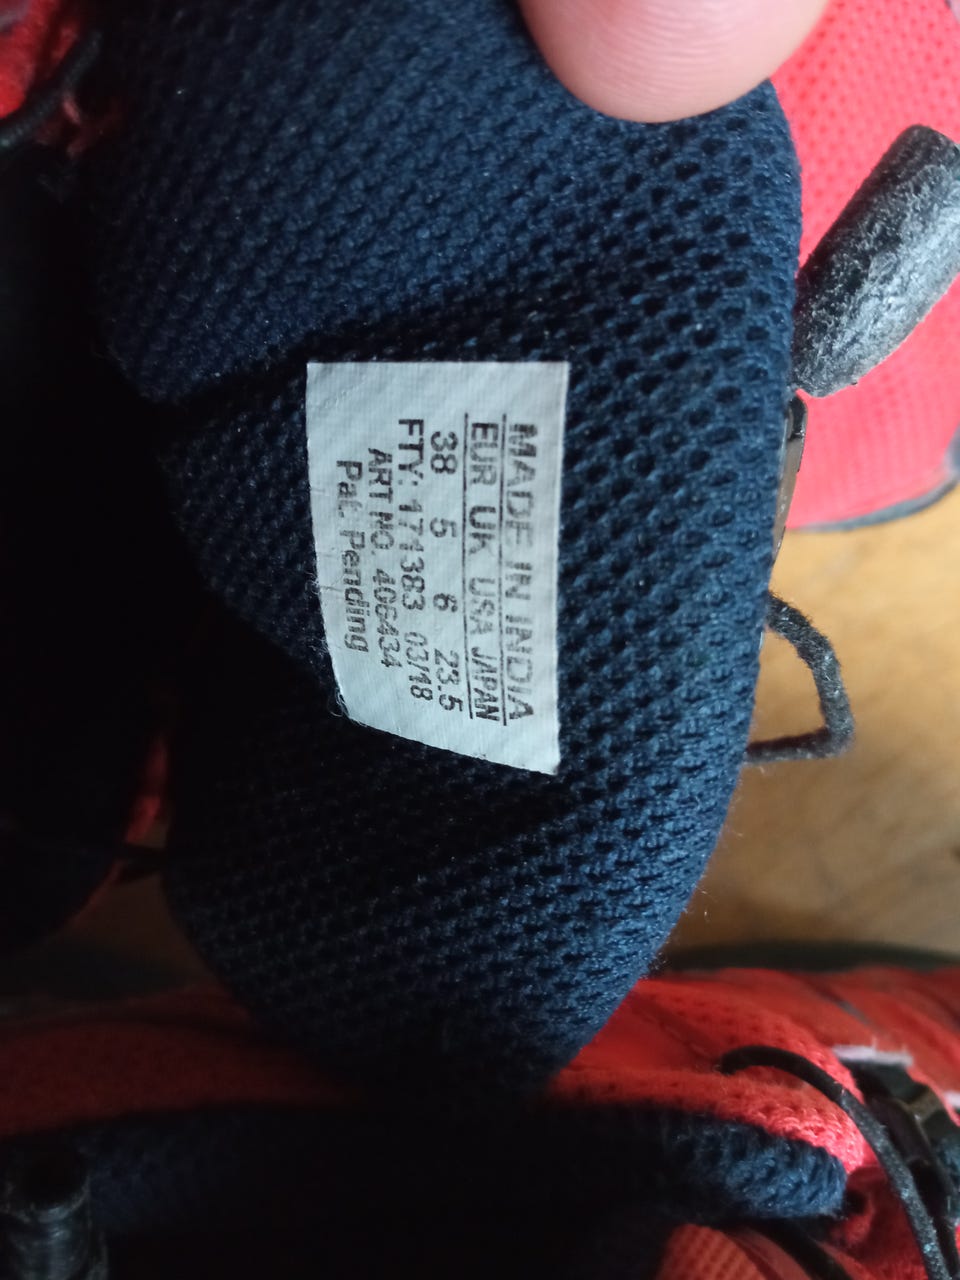 MADE IN INDIA
EUR UK USA JAPAN
38 5 6 23.5
FTY: 171383 03/18
ART NO. 406434
Pat. Pending